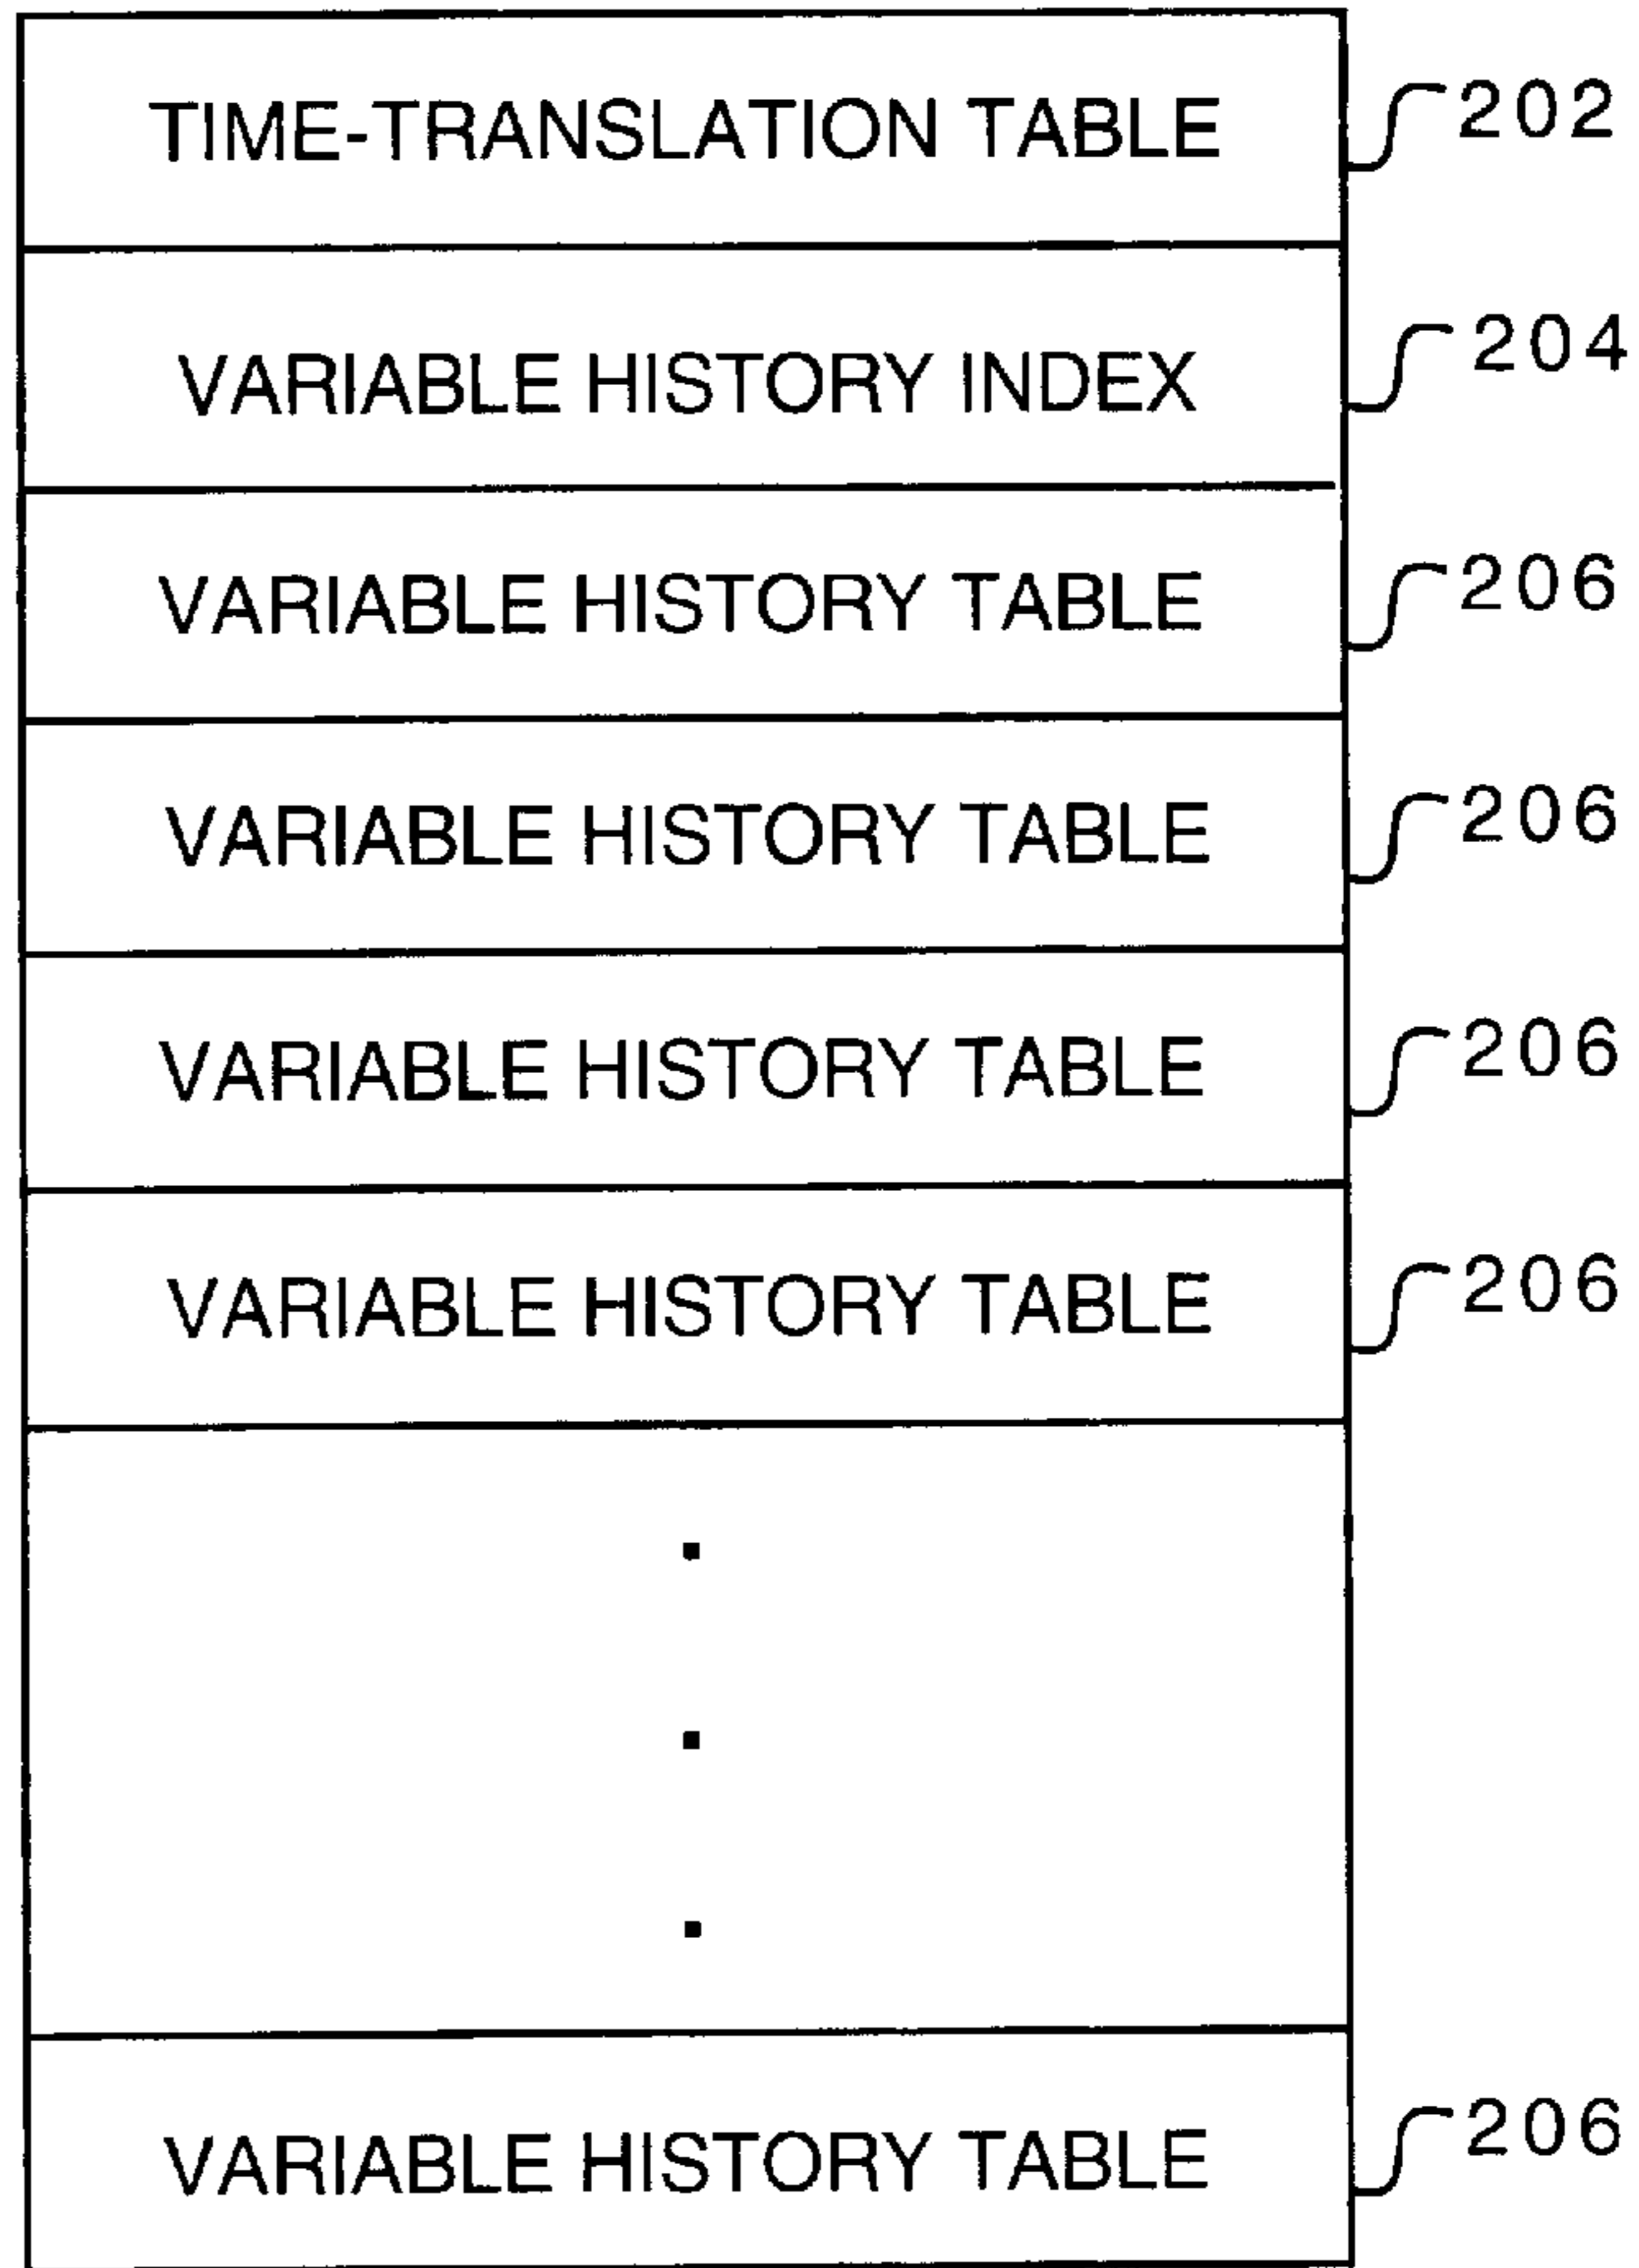 TIME-TRANSLATION TABLE 202
VARIABLE HISTORY INDEX 204
VARIABLE HISTORY TABLE 206
VARIABLE HISTORY TABLE 206
VARIABLE HISTORY TABLE 206
VARIABLE HISTORY TABLE 206
.
.
.
VARIABLE HISTORY TABLE 206